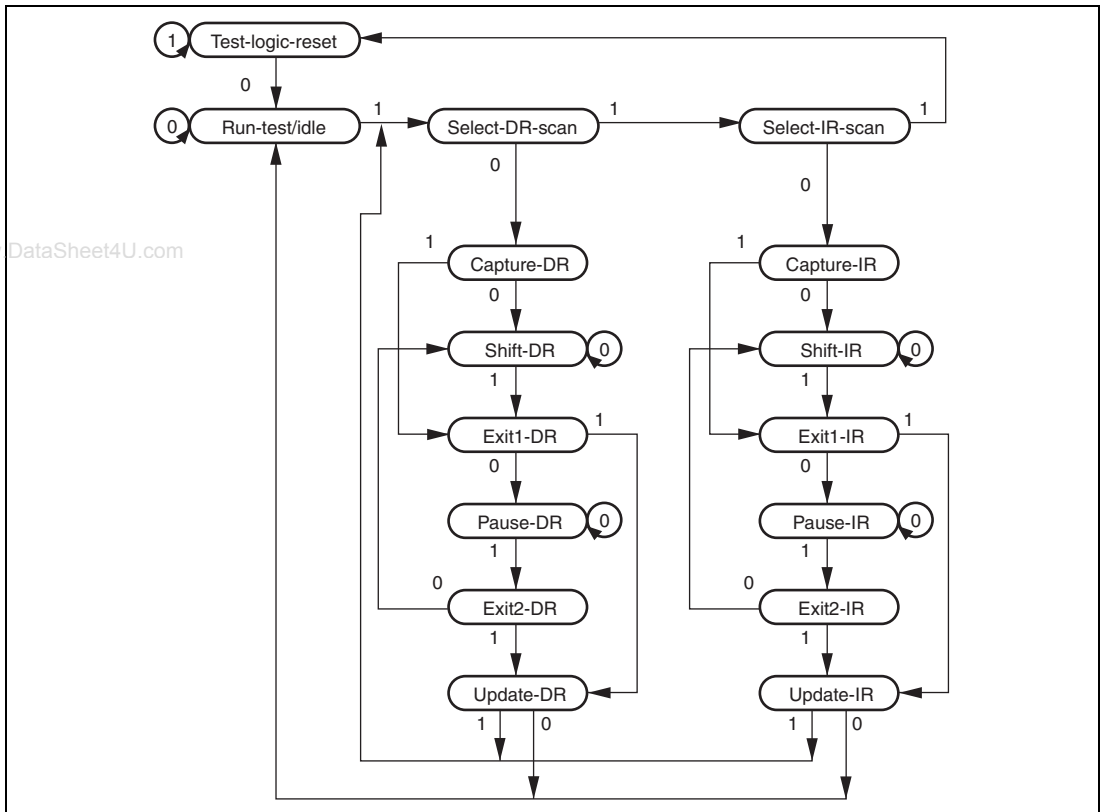 1 Test-logic-reset
0
0 Run-test/idle 1 Select-DR-scan 1 Select-IR-scan 1
0 0
.DataSheet4U.com
1 Capture-DR 1 Capture-IR
0 0
Shift-DR 0 Shift-IR 0
1 1
Exit1-DR 1 Exit1-IR 1
0 0
Pause-DR 0 Pause-IR 0
1 1
0 Exit2-DR 0 Exit2-IR
1 1
Update-DR Update-IR
1 0 1 0